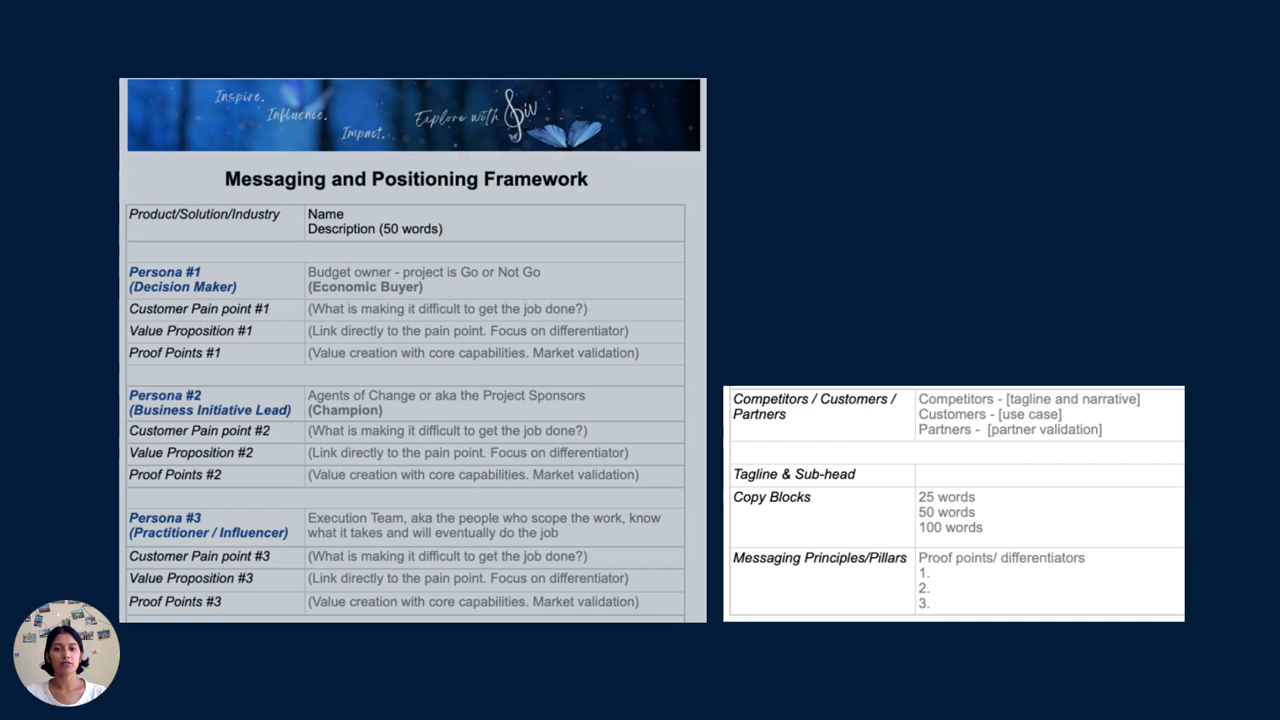 Inspire.
Influence.
Impact.
Explore with Siv
Messaging and Positioning Framework
Product/Solution/Industry
Name
Description (50 words)
Persona #1
(Decision Maker)
Budget owner - project is Go or Not Go
(Economic Buyer)
Customer Pain point #1
(What is making it difficult to get the job done?)
Value Proposition #1
(Link directly to the pain point. Focus on differentiator)
Proof Points #1
(Value creation with core capabilities. Market validation)
Persona #2
(Business Initiative Lead)
Agents of Change or aka the Project Sponsors
(Champion)
Customer Pain point #2
(What is making it difficult to get the job done?)
Value Proposition #2
(Link directly to the pain point. Focus on differentiator)
Proof Points #2
(Value creation with core capabilities. Market validation)
Persona #3
(Practitioner / Influencer)
Execution Team, aka the people who scope the work, know
what it takes and will eventually do the job
Customer Pain point #3
(What is making it difficult to get the job done?)
Value Proposition #3
(Link directly to the pain point. Focus on differentiator)
Proof Points #3
(Value creation with core capabilities. Market validation)
Competitors / Customers /
Partners
Competitors - [tagline and narrative]
Customers - [use case]
Partners - [partner validation]
Tagline & Sub-head
Copy Blocks
25 words
50 words
100 words
Messaging Principles/Pillars
Proof points/ differentiators
1.
2.
3.